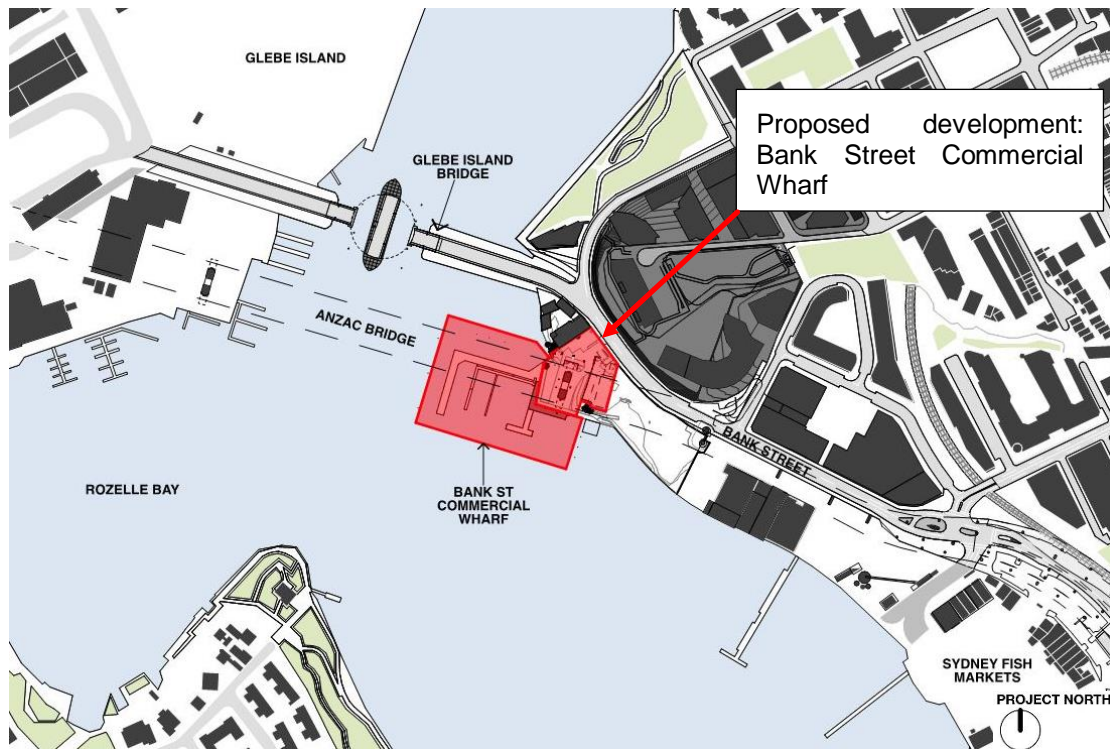 GLEBE ISLAND
Proposed development:
Bank Street Commercial
Wharf
GLEBE ISLAND
BRIDGE
ANZAC BRIDGE
BANK STREET
ROZELLE BAY
BANK ST
COMMERCIAL
WHARF
SYDNEY FISH
MARKETS
PROJECT NORTH